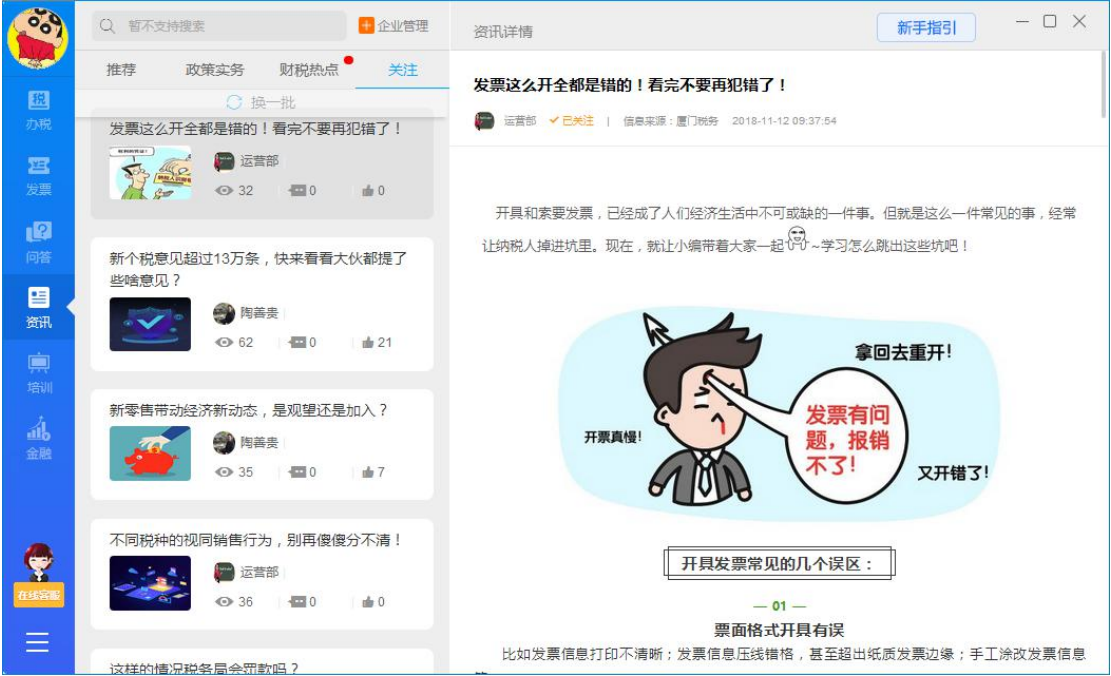 暂不支持搜索
企业管理
资讯详情
新手指引
推荐 政策实务 财税热点 关注
换一批
税
办税
发票
问答
资讯
培训
金融
在线客服
发票这么开全都是错的！看完不要再犯错了！
运营部
32 0 0
新个税意见超过13万条，快来看看大伙都提了
些啥意见？
陶善贵
62 0 21
新零售带动经济新动态，是观望还是加入？
陶善贵
35 0 7
不同税种的视同销售行为，别再傻傻分不清！
运营部
36 0 0
这样的情况税务局会罚款吗？
发票这么开全都是错的！看完不要再犯错了！
运营部 已关注 | 信息来源：厦门税务 2018-11-12 09:37:54
开具和索要发票，已经成了人们经济生活中不可或缺的一件事。但就是这么一件常见的事，经常
让纳税人掉进坑里。现在，就让小编带着大家一起~学习怎么跳出这些坑吧！
拿回去重开!
开票真慢!
发票有问
题，报销
不了!
又开错了!
开具发票常见的几个误区：
— 01 —
票面格式开具有误
比如发票信息打印不清晰；发票信息压线错格，甚至超出纸质发票边缘；手工涂改发票信息